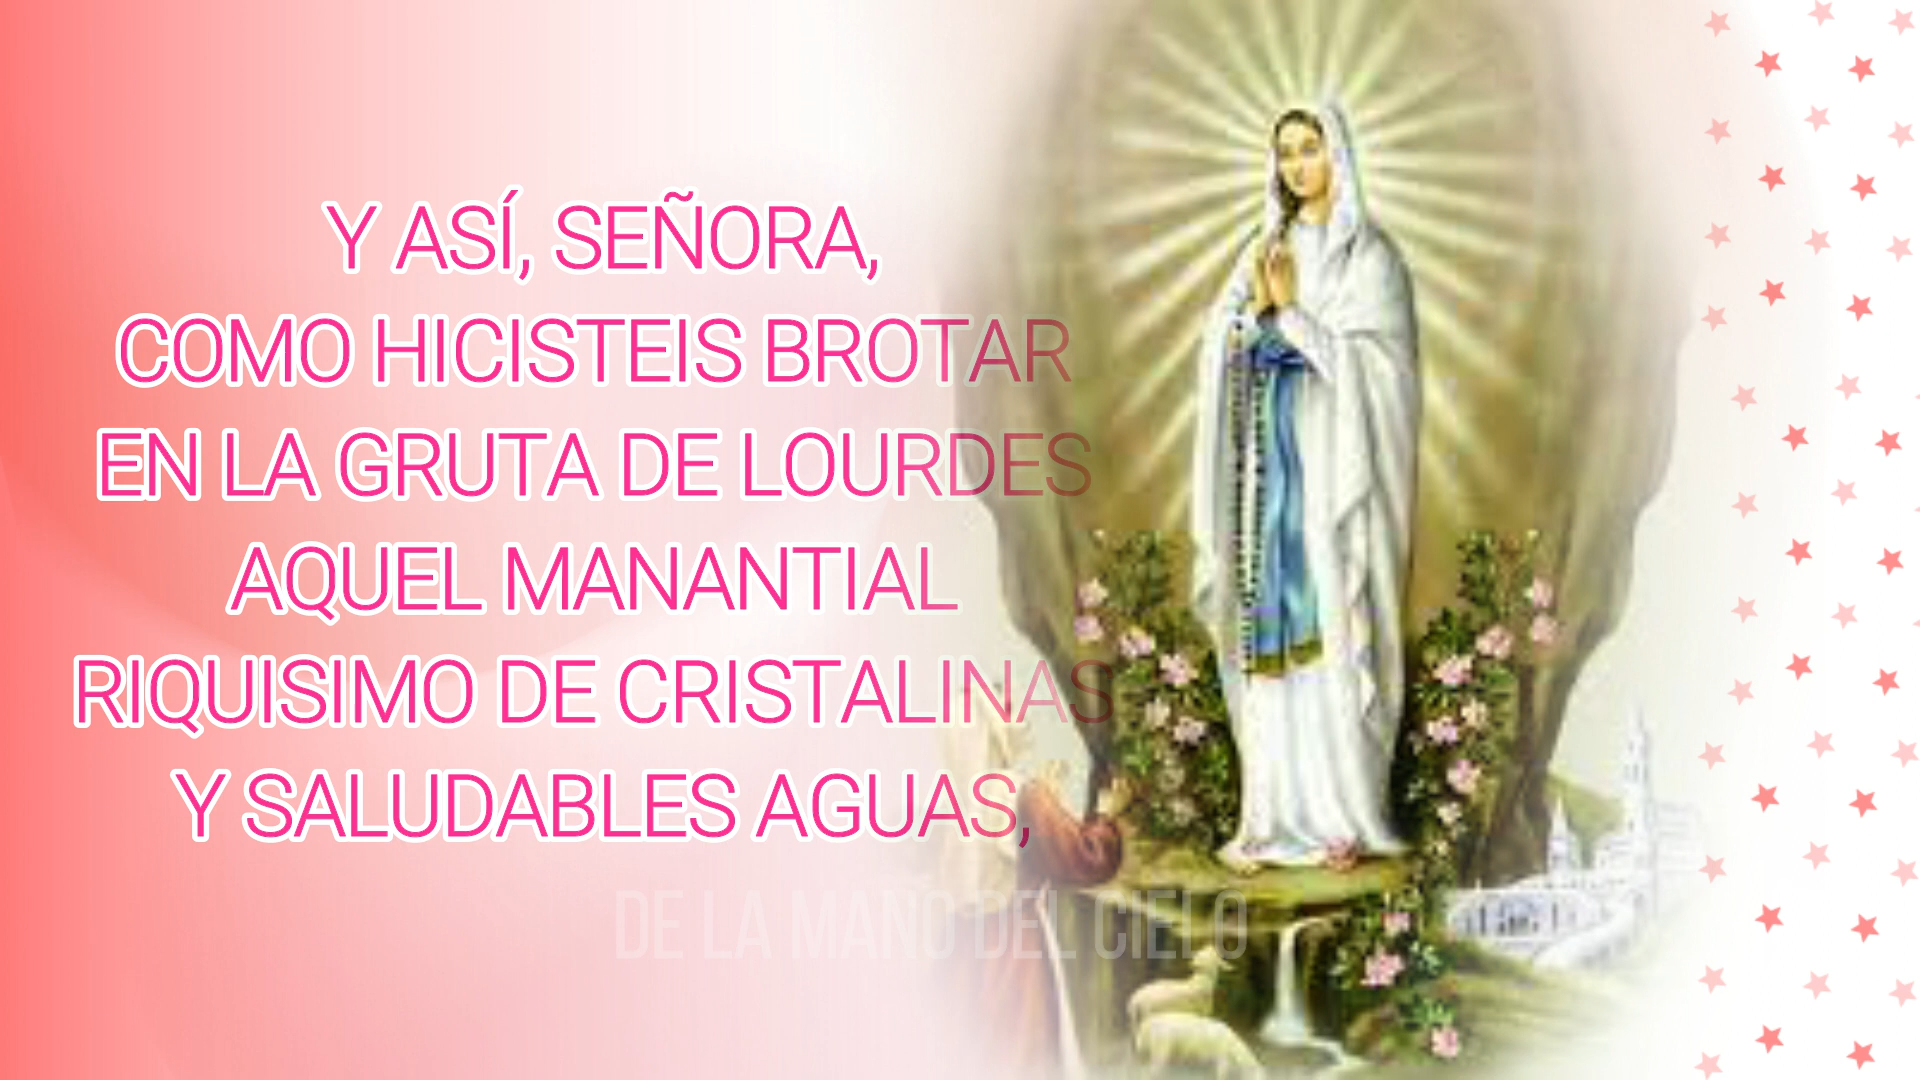 Y ASÍ, SEÑORA,
COMO HICISTEIS BROTAR
EN LA GRUTA DE LOURDES
AQUEL MANANTIAL
RIQUISIMO DE CRISTALINAS
Y SALUDABLES AGUAS,
DE LA MANO DEL CIELO